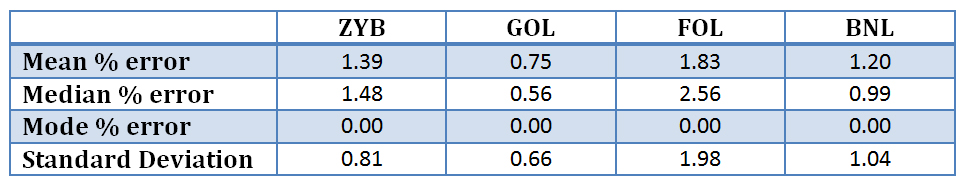 ZYB GOL FOL BNL
Mean % error 1.39 0.75 1.83 1.20
Median % error 1.48 0.56 2.56 0.99
Mode % error 0.00 0.00 0.00 0.00
Standard Deviation 0.81 0.66 1.98 1.04